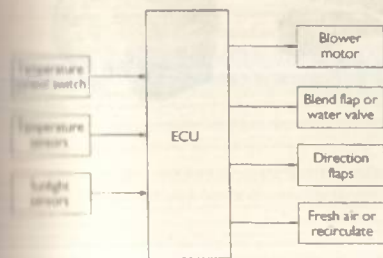 Temperature
control switch
Temperature
sensors
Sunlight
sensors
ECU
Blower
motor
Blend flap or
water valve
Direction
flaps
Fresh air or
recirculate